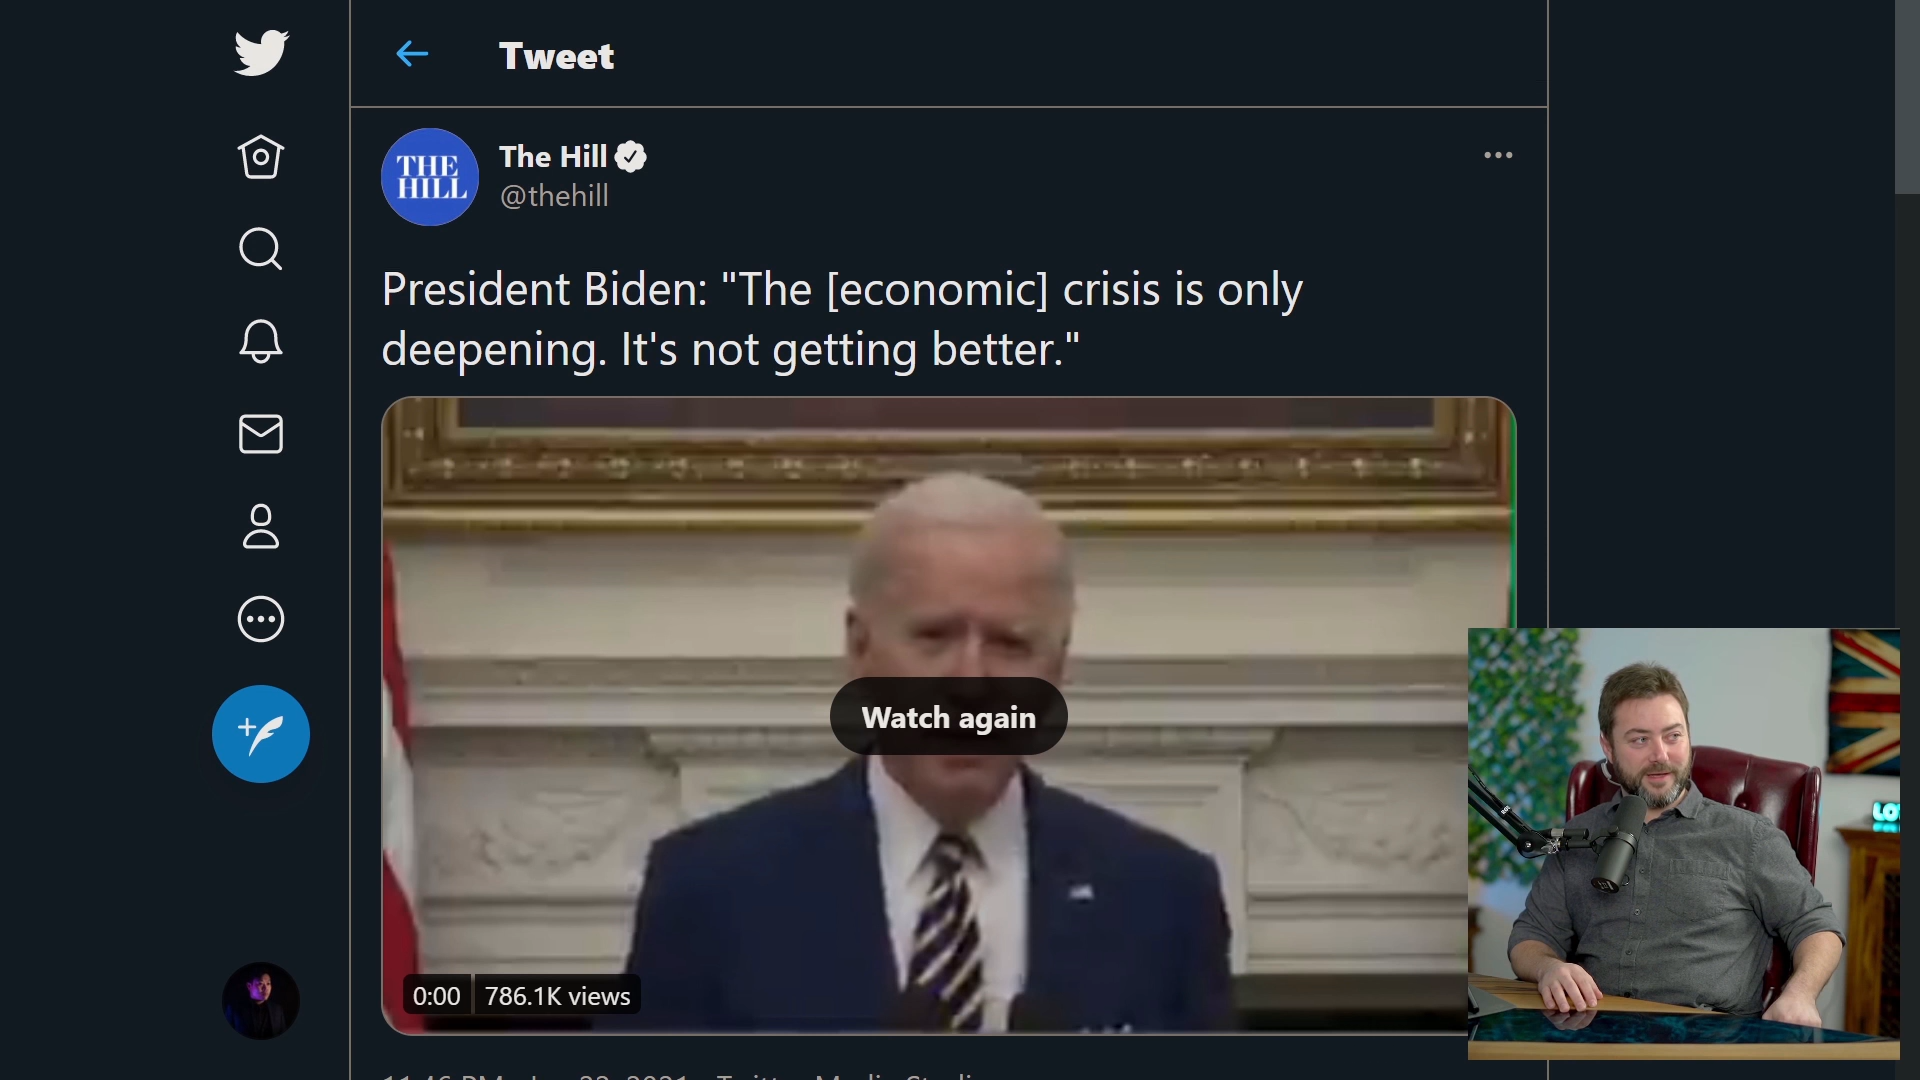 Tweet
THE
HILL
The Hill
@thehill
President Biden: "The [economic] crisis is only
deepening. It's not getting better."
Watch again
0:00
786.1K views